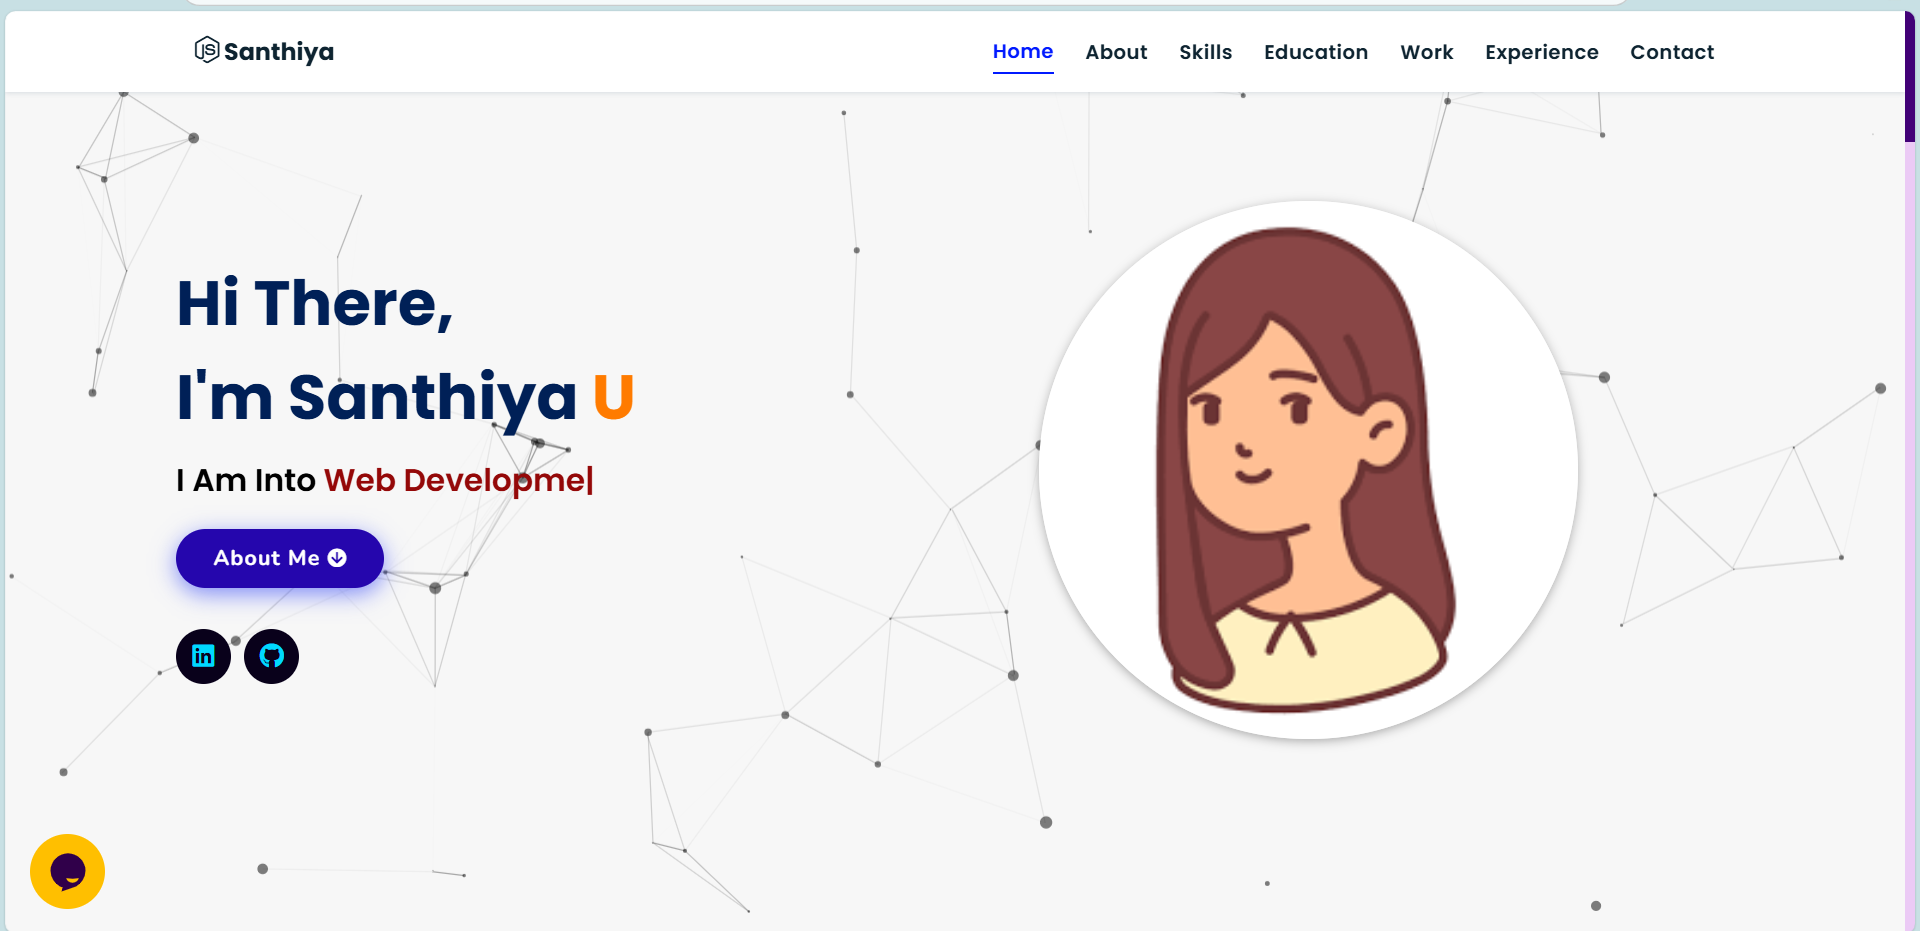 Santhiya
Home About Skills Education Work Experience Contact
Hi There,
I'm Santhiya U
I Am Into Web Developme|
About Me